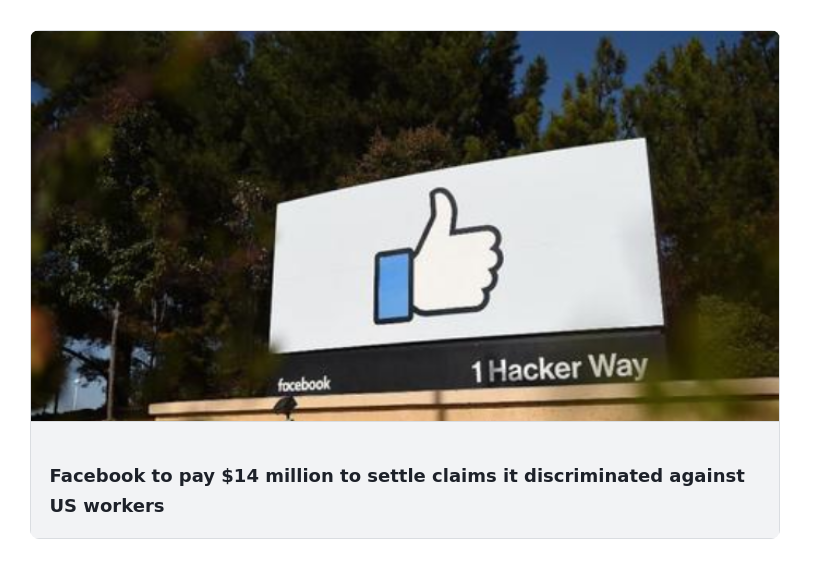 facebook
1 Hacker Way
Facebook to pay $14 million to settle claims it discriminated against
US workers